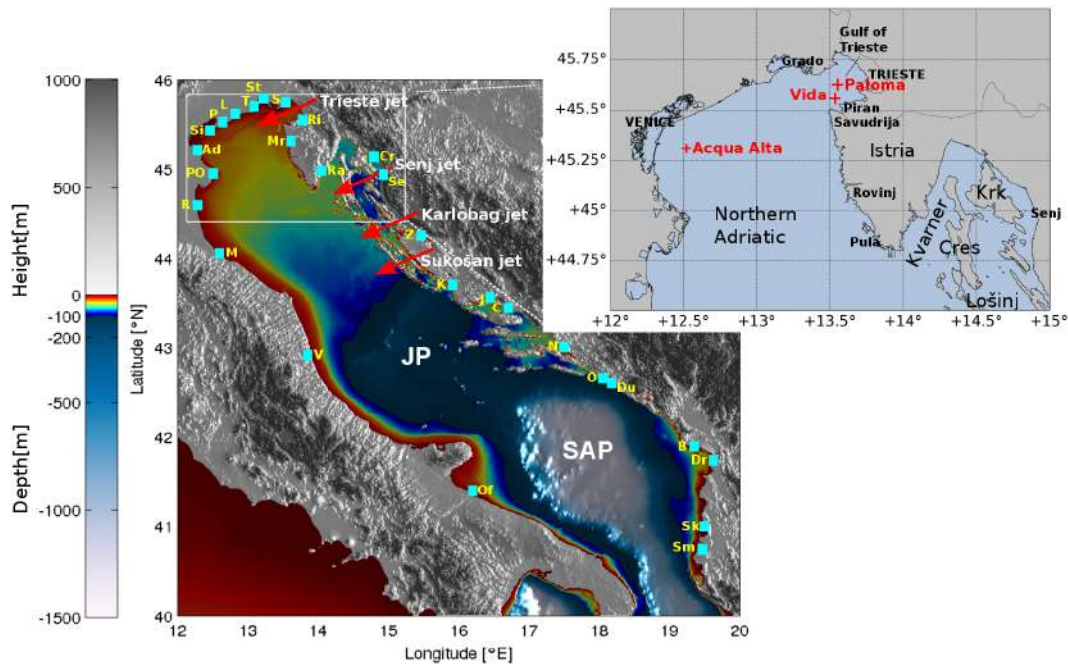 1000
500
0
-100
-200
-500
-1000
-1500
Height[m]
Depth[m]
46
45
44
43
42
41
40
Latitude [°N]
12
14
16
18
20
Longitude [°E]
St
L
T
S
P
Si
Ri
Ad
Mr
PO
Ra
Cr
Se
R
M
Z
K
J
C
V
N
O
Du
B
Dr
Of
Sk
Sm
Trieste jet
Senj jet
Karlobag jet
Sukošan jet
JP
SAP
+45.75°
+45.5°
+45.25°
+45°
+44.75°
+12°
+12.5°
+13°
+13.5°
+14°
+14.5°
+15°
Gulf of
Trieste
Grado
TRIESTE
+Paloma
Vida+
Piran
Savudrija
VENICE
+Acqua Alta
Istria
Rovinj
Northern
Adriatic
Pula
Kvarner
Krk
Cres
Senj
Lošinj